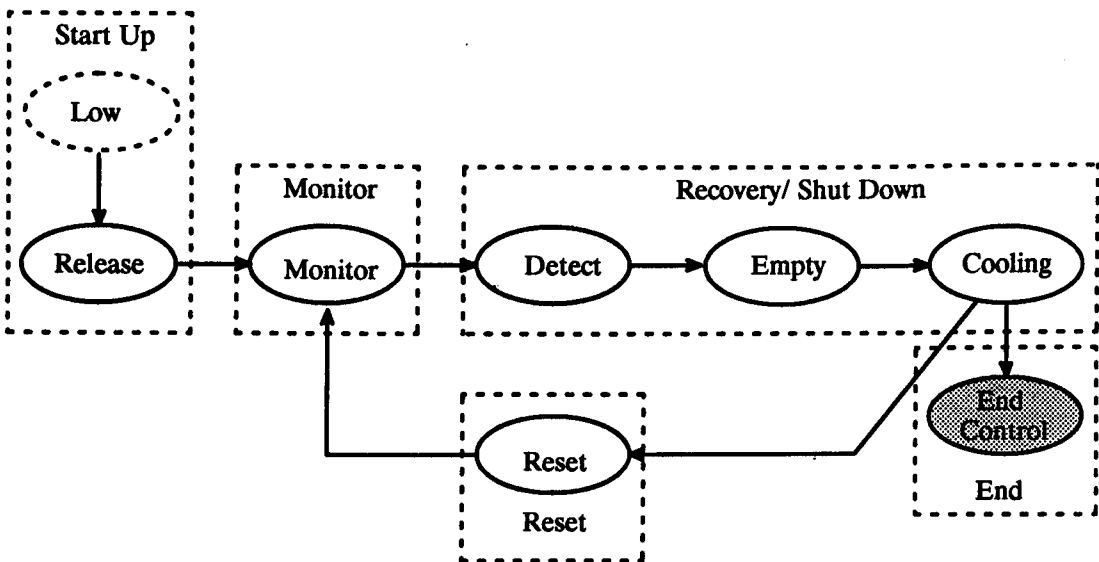 Start Up
Low
Release
Monitor
Monitor
Recovery/ Shut Down
Detect
Empty
Cooling
End
Control
End
Reset
Reset